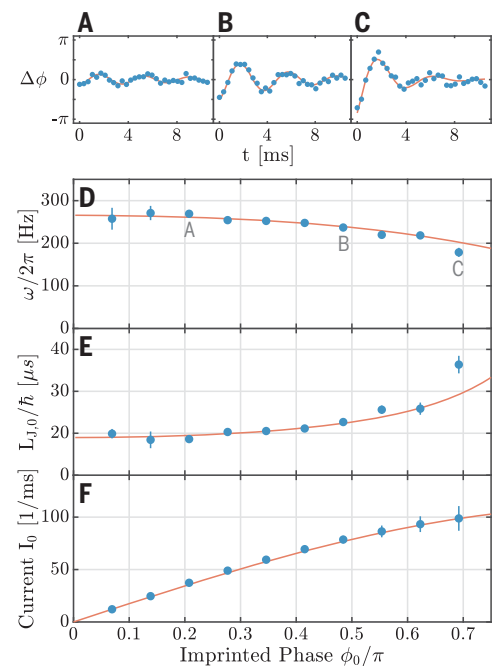 A B C
π
Δϕ 0
-π
0 4 8 0 4 8 0 4 8
t [ms]
D
300
200
100
0
ω/2π [Hz]
A
B
C
E
40
20
0
L_J,0/ħ [μs]
F
100
50
0
Current I_0 [1/ms]
0 0.1 0.2 0.3 0.4 0.5 0.6 0.7
Imprinted Phase ϕ_0/π